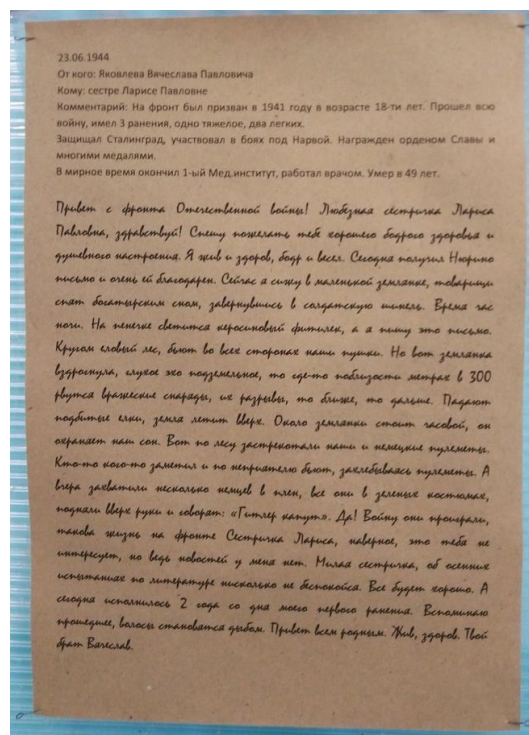 23.06.1944
От кого: Яковлева Вячеслава Павловича
Кому: сестре Ларисе Павловне
Комментарий: На фронт был призван в 1941 году в возрасте 18-ти лет. Прошел всю
войну, имел 3 ранения, одно тяжелое, два легких.
Защищал Сталинград, участвовал в боях под Нарвой. Награжден орденом Славы и
многими медалями.
В мирное время окончил 1-ый Мед.институт, работал врачом. Умер в 49 лет.
Привет с фронта Отечественной войны! Любезная сестричка Лариса
Павловна, здравствуй! Спешу пожелать тебе хорошего бодрого здоровья и
душевного настроения. Я жив и здоров, бодр и весел. Сегодня получил Нюрино
письмо и очень ей благодарен. Сейчас я сижу в маленькой землянке, товарищи
спят богатырским сном, завернувшись в солдатскую шинель. Время час
ночи. На пенечке светится керосиновый фитилек, а я пишу это письмо.
Кругом еловый лес, бьют во всех сторонах наши пушки. Но вот землянка
вздрогнула, глухое эхо подземельное, то где-то поблизости метрах в 300
рвутся вражеские снаряды, их разрывы, то ближе, то дальше. Падают
подбитые елки, земля летит вверх. Около землянки стоит часовой, он
охраняет наш сон. Вот по лесу застрекотали наши и немецкие пулеметы.
Кто-то кого-то заметил и по неприятелю бьют, захлебываясь пулеметы. А
вчера захватили несколько немцев в плен, все они в зеленых костюмах,
подняли вверх руки и говорят: «Гитлер капут». Да! Войну они проиграли,
такова жизнь на фронте Сестричка Лариса, наверное, это тебя не
интересует, но ведь новостей у меня нет. Милая сестричка, об осенних
испытаниях по литературе нисколько не беспокойся. Все будет хорошо. А
сегодня исполнилось 2 года со дня моего первого ранения. Вспоминаю
прошедшее, волосы становятся дыбом. Привет всем родным. Жив, здоров. Твой
брат Вячеслав.